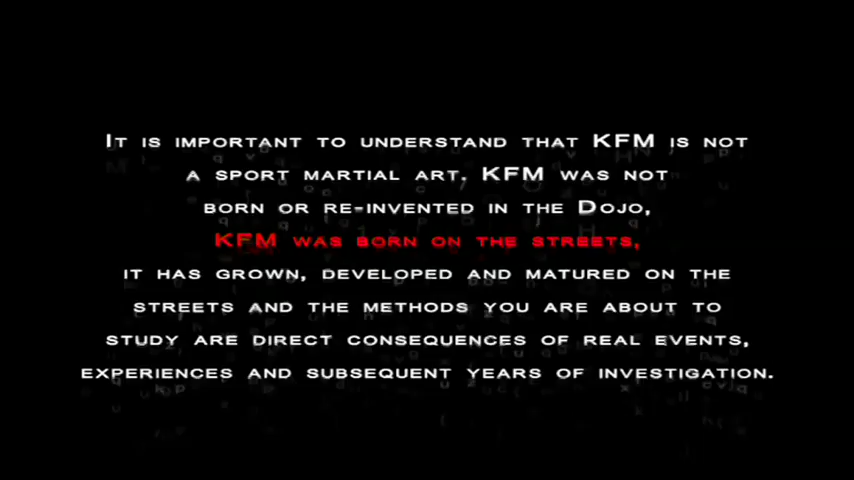 It is important to understand that KFM is not
a sport martial art. KFM was not
born or re-invented in the Dojo,
KFM was born on the streets,
it has grown, developed and matured on the
streets and the methods you are about to
study are direct consequences of real events,
experiences and subsequent years of investigation.